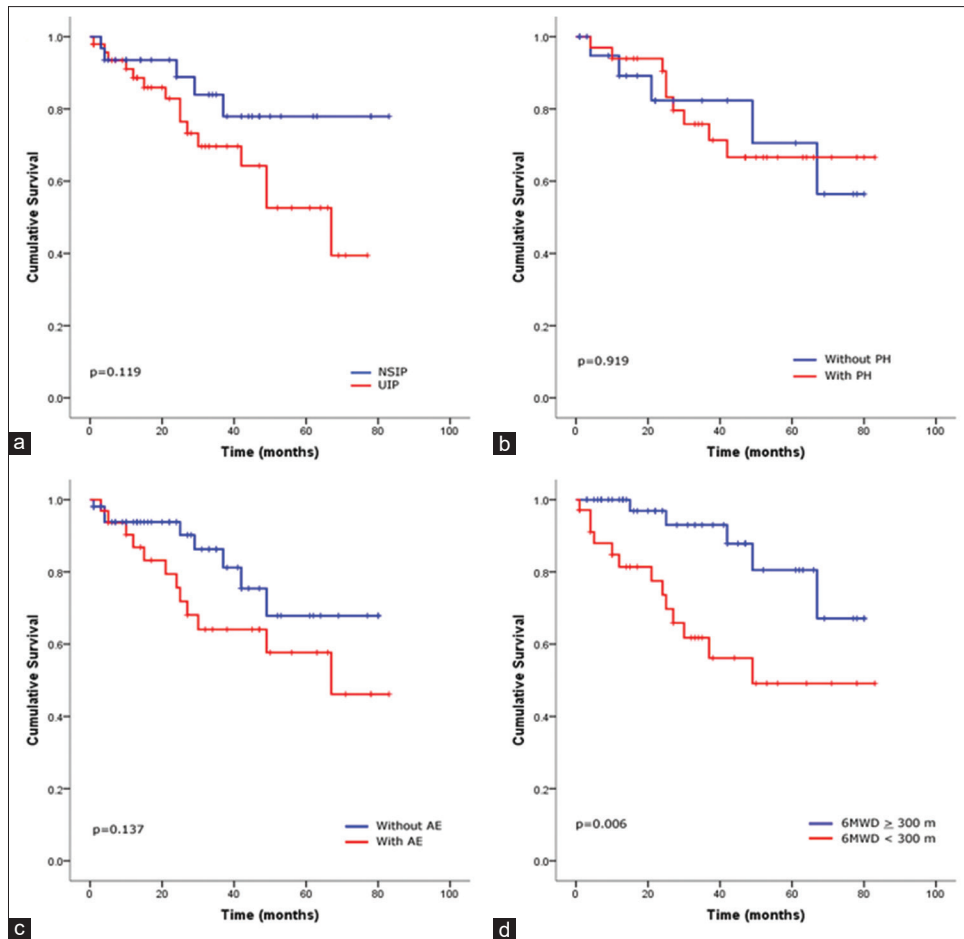 1.0
0.8
0.6
0.4
0.2
0.0
Cumulative Survival
p=0.119
NSIP
UIP
0 20 40 60 80 100
Time (months)
a
1.0
0.8
0.6
0.4
0.2
0.0
Cumulative Survival
p=0.919
Without PH
With PH
0 20 40 60 80 100
Time (months)
b
1.0
0.8
0.6
0.4
0.2
0.0
Cumulative Survival
p=0.137
Without AE
With AE
0 20 40 60 80 100
Time (months)
c
1.0
0.8
0.6
0.4
0.2
0.0
Cumulative Survival
p=0.006
6MWD ≥ 300 m
6MWD < 300 m
0 20 40 60 80 100
Time (months)
d